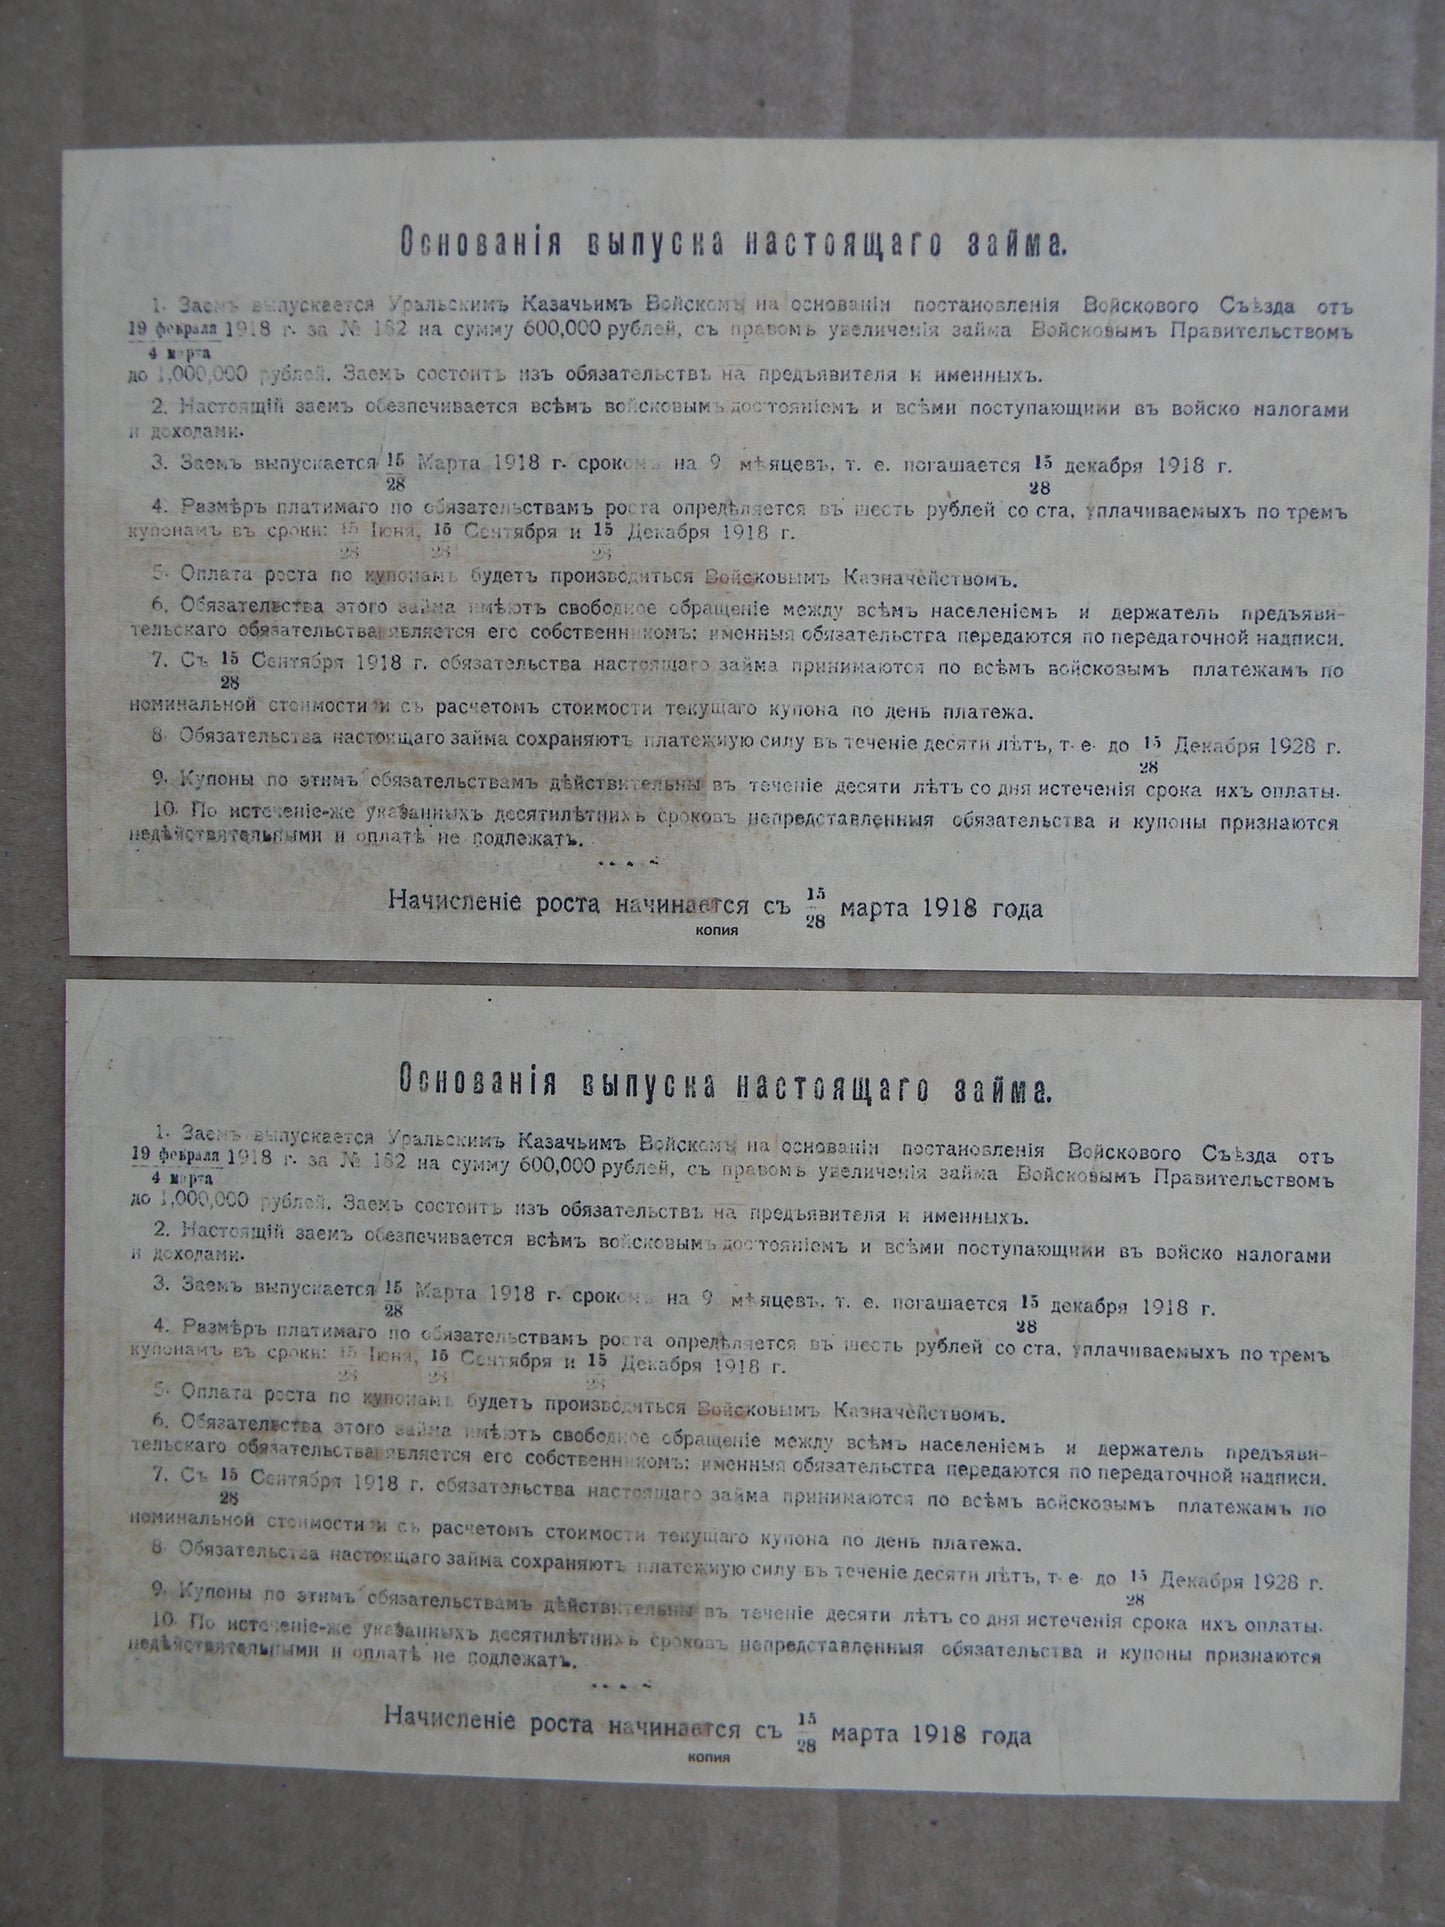 Основанія выпуска настоящаго займа.
1. Заемъ выпускается Уральскимъ Казачьимъ Войскомъ на основаніи постановленія Войскового Съѣзда отъ
19 февраля 1918 г. за № 182 на сумму 600,000 рублей, съ правомъ увеличенія займа Войсковымъ Правительствомъ
4 марта
до 1,000,000 рублей. Заемъ состоитъ изъ обязательствъ на предъявителя и именныхъ.
2. Настоящій заемъ обезпечивается всѣмъ войсковымъ достояніемъ и всѣми поступающими въ войско налогами
и доходами.
3. Заемъ выпускается 15 Марта 1918 г. срокомъ на 9 мѣяцевъ, т. е. погашается 15 декабря 1918 г.
28 28
4. Размѣръ платимаго по обязательствамъ роста опредѣляется въ шесть рублей со ста, уплачиваемыхъ по тремъ
купонамъ въ сроки: 15 Іюня, 15 Сентября и 15 Декабря 1918 г.
28 28 28
5. Оплата роста по купонамъ будетъ производиться Войсковымъ Казначействомъ.
6. Обязательства этого займа имѣютъ свободное обращеніе между всѣмъ населеніемъ и держатель предъяви-
тельскаго обязательства является его собственникомъ; именныя обязательства передаются по передаточной надписи.
7. Съ 15 Сентября 1918 г. обязательства настоящаго займа принимаются по всѣмъ войсковымъ платежамъ по
28
номинальной стоимости и съ расчетомъ стоимости текущаго купона по день платежа.
8. Обязательства настоящаго займа сохраняютъ платежную силу въ теченіе десяти лѣтъ, т. е. до 15 Декабря 1928 г.
28
9. Купоны по этимъ обязательствамъ дѣйствительны въ теченіе десяти лѣтъ со дня истеченія срока ихъ оплаты.
10. По истеченіе-же указанныхъ десятилѣтнихъ сроковъ непредставленныя обязательства и купоны признаются
недѣйствительными и оплатѣ не подлежатъ.
Начисленіе роста начинается съ 15 марта 1918 года
28
копия
Основанія выпуска настоящаго займа.
1. Заемъ выпускается Уральскимъ Казачьимъ Войскомъ на основаніи постановленія Войскового Съѣзда отъ
19 февраля 1918 г. за № 182 на сумму 600,000 рублей, съ правомъ увеличенія займа Войсковымъ Правительствомъ
4 марта
до 1,000,000 рублей. Заемъ состоитъ изъ обязательствъ на предъявителя и именныхъ.
2. Настоящій заемъ обезпечивается всѣмъ войсковымъ достояніемъ и всѣми поступающими въ войско налогами
и доходами.
3. Заемъ выпускается 15 Марта 1918 г. срокомъ на 9 мѣяцевъ, т. е. погашается 15 декабря 1918 г.
28 28
4. Размѣръ платимаго по обязательствамъ роста опредѣляется въ шесть рублей со ста, уплачиваемыхъ по тремъ
купонамъ въ сроки: 15 Іюня, 15 Сентября и 15 Декабря 1918 г.
28 28 28
5. Оплата роста по купонамъ будетъ производиться Войсковымъ Казначействомъ.
6. Обязательства этого займа имѣютъ свободное обращеніе между всѣмъ населеніемъ и держатель предъяви-
тельскаго обязательства является его собственникомъ; именныя обязательства передаются по передаточной надписи.
7. Съ 15 Сентября 1918 г. обязательства настоящаго займа принимаются по всѣмъ войсковымъ платежамъ по
28
номинальной стоимости и съ расчетомъ стоимости текущаго купона по день платежа.
8. Обязательства настоящаго займа сохраняютъ платежную силу въ теченіе десяти лѣтъ, т. е. до 15 Декабря 1928 г.
28
9. Купоны по этимъ обязательствамъ дѣйствительны въ теченіе десяти лѣтъ со дня истеченія срока ихъ оплаты.
10. По истеченіе-же указанныхъ десятилѣтнихъ сроковъ непредставленныя обязательства и купоны признаются
недѣйствительными и оплатѣ не подлежатъ.
Начисленіе роста начинается съ 15 марта 1918 года
28
копия